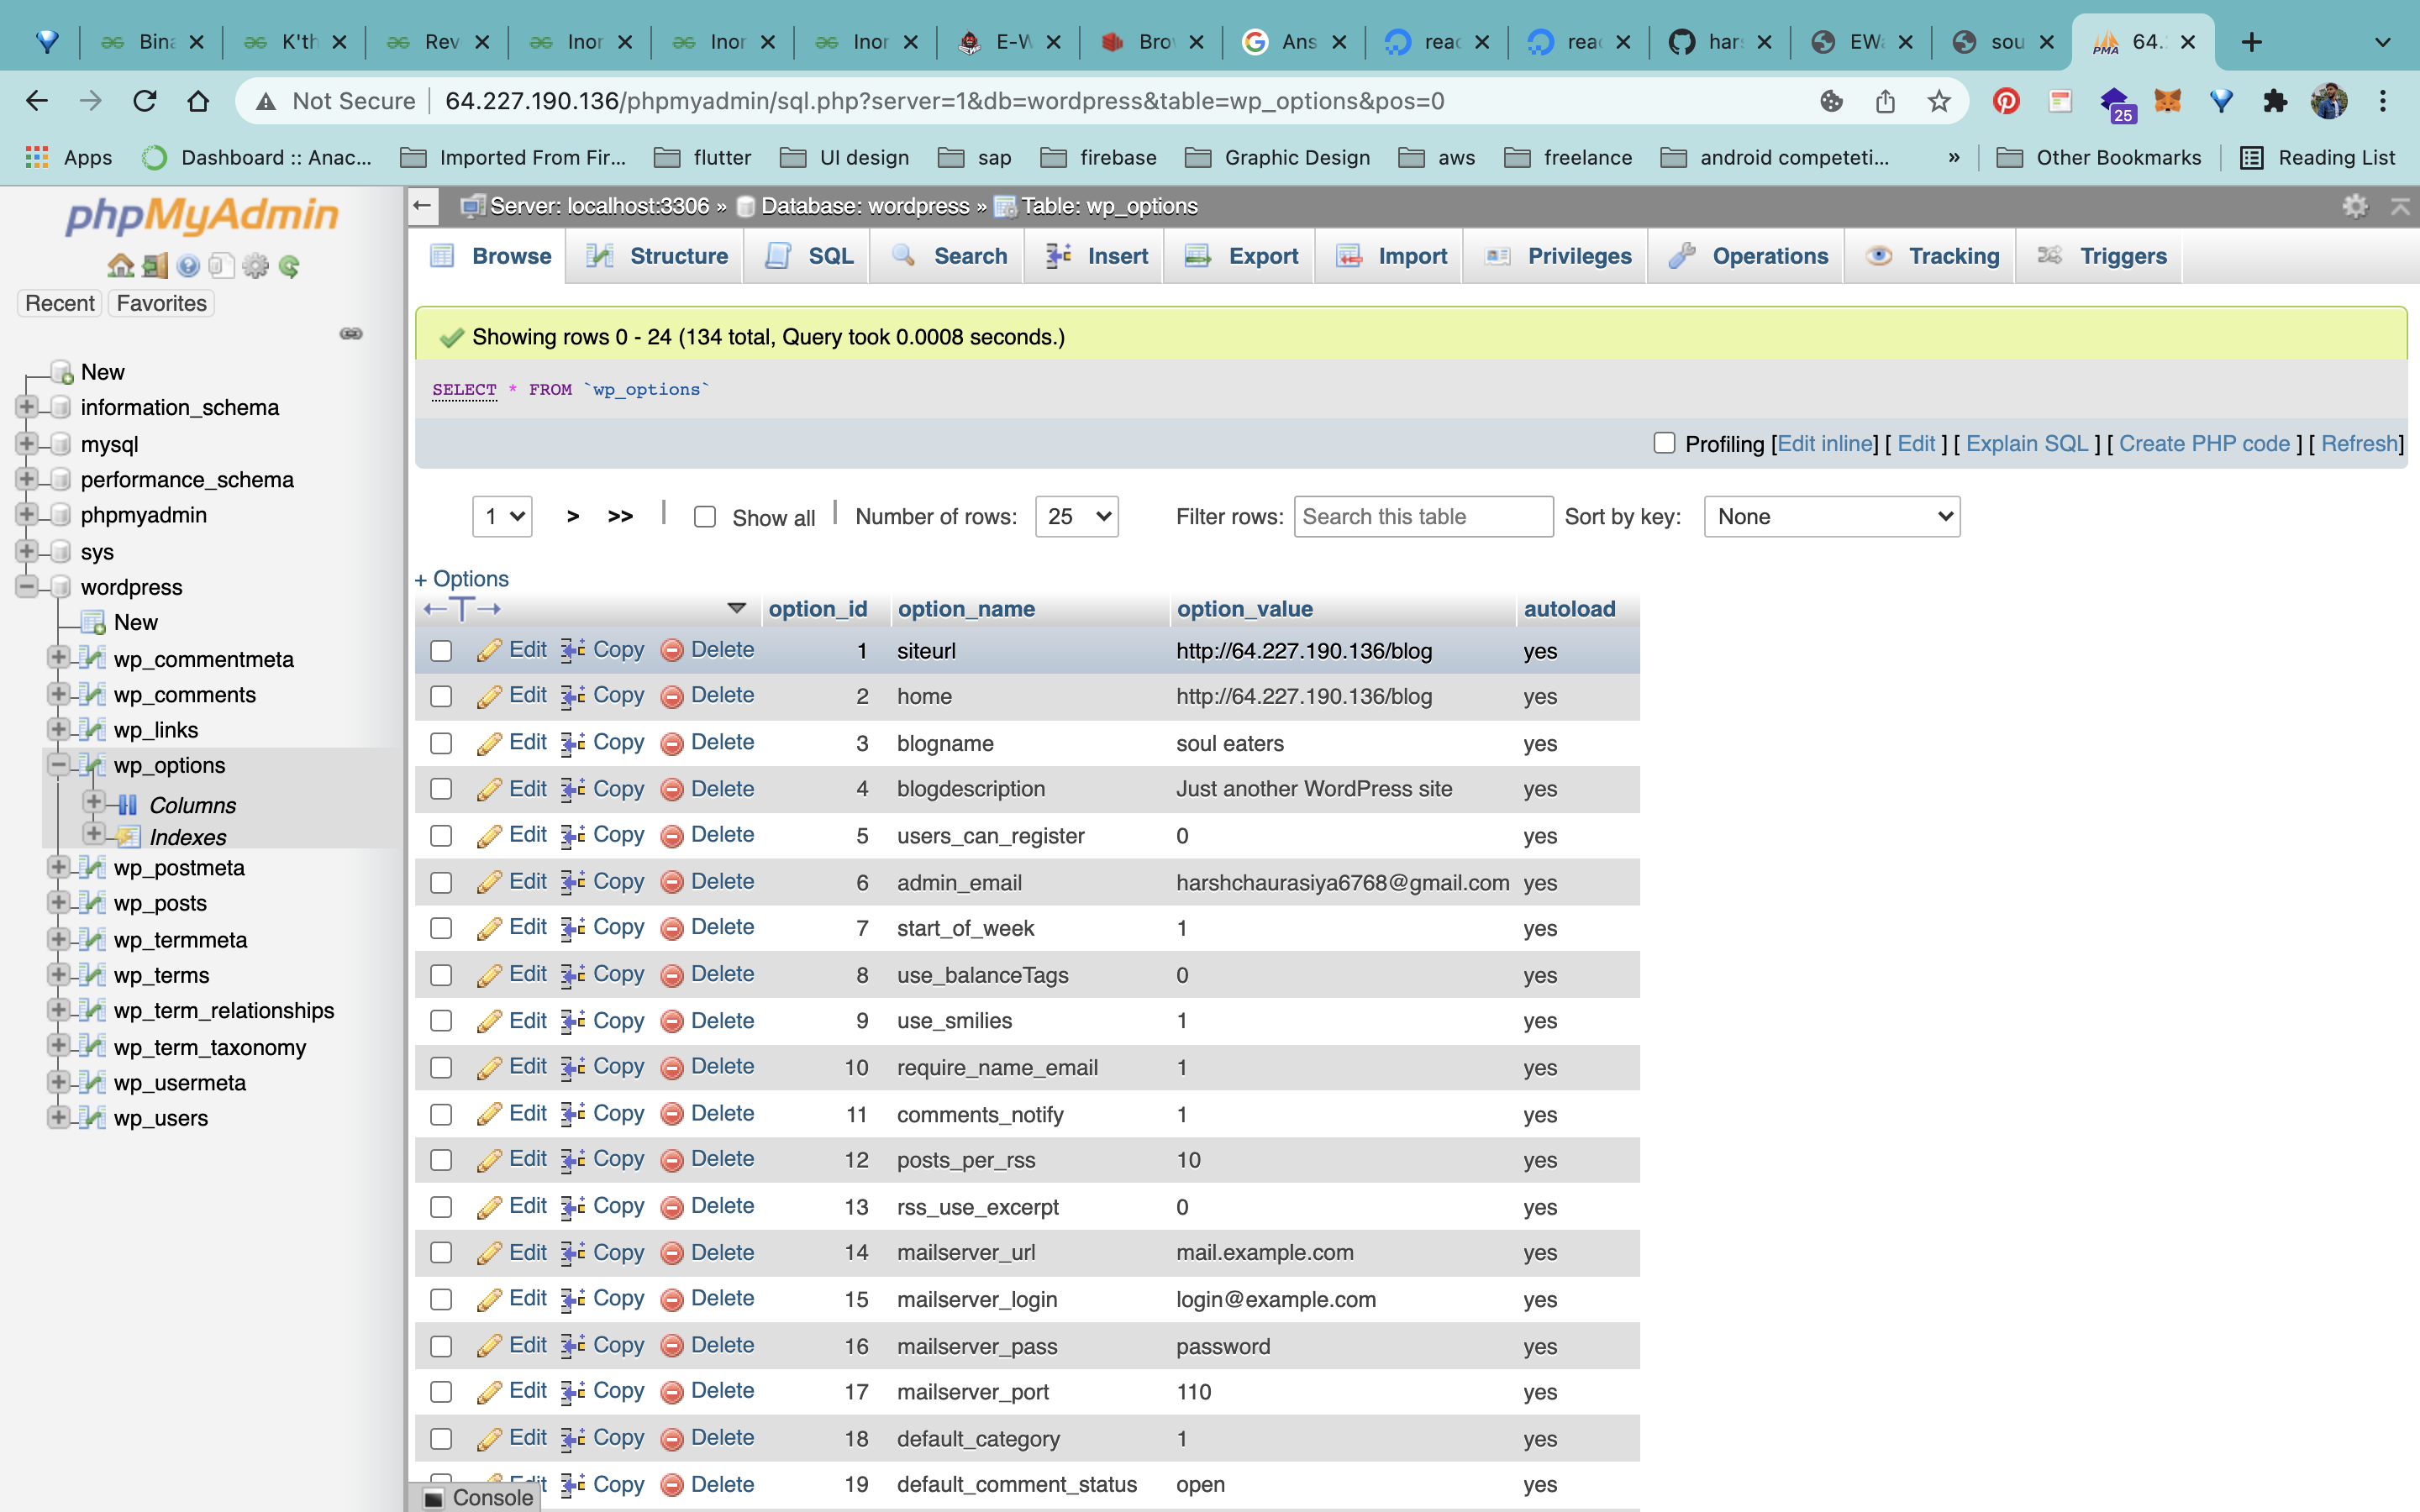 Bina
K'th
Rev
Inor
Inor
Inor
E-W
Bro
Ans
reac
reac
hars
EWa
sou
PMA
64.
Not Secure
64.227.190.136/phpmyadmin/sql.php?server=1&db=wordpress&table=wp_options&pos=0
25
Apps
Dashboard :: Anac...
Imported From Fir...
flutter
UI design
sap
firebase
Graphic Design
aws
freelance
android competeti...
»
Other Bookmarks
Reading List
phpMyAdmin
Recent
Favorites
New
information_schema
mysql
performance_schema
phpmyadmin
sys
wordpress
New
wp_commentmeta
wp_comments
wp_links
wp_options
Columns
Indexes
wp_postmeta
wp_posts
wp_termmeta
wp_terms
wp_term_relationships
wp_term_taxonomy
wp_usermeta
wp_users
Server: localhost:3306 » Database: wordpress » Table: wp_options
Browse Structure SQL Search Insert Export Import Privileges Operations Tracking Triggers
Showing rows 0 - 24 (134 total, Query took 0.0008 seconds.)
SELECT * FROM `wp_options`
Profiling [Edit inline] [ Edit ] [ Explain SQL ] [ Create PHP code ] [ Refresh]
1 > >> | Show all | Number of rows: 25 Filter rows: Search this table Sort by key: None
+ Options
←T→ option_id option_name option_value autoload
Edit Copy Delete 1 siteurl http://64.227.190.136/blog yes
Edit Copy Delete 2 home http://64.227.190.136/blog yes
Edit Copy Delete 3 blogname soul eaters yes
Edit Copy Delete 4 blogdescription Just another WordPress site yes
Edit Copy Delete 5 users_can_register 0 yes
Edit Copy Delete 6 admin_email harshchaurasiya6768@gmail.com yes
Edit Copy Delete 7 start_of_week 1 yes
Edit Copy Delete 8 use_balanceTags 0 yes
Edit Copy Delete 9 use_smilies 1 yes
Edit Copy Delete 10 require_name_email 1 yes
Edit Copy Delete 11 comments_notify 1 yes
Edit Copy Delete 12 posts_per_rss 10 yes
Edit Copy Delete 13 rss_use_excerpt 0 yes
Edit Copy Delete 14 mailserver_url mail.example.com yes
Edit Copy Delete 15 mailserver_login login@example.com yes
Edit Copy Delete 16 mailserver_pass password yes
Edit Copy Delete 17 mailserver_port 110 yes
Edit Copy Delete 18 default_category 1 yes
Edit Copy Delete 19 default_comment_status open yes
Console